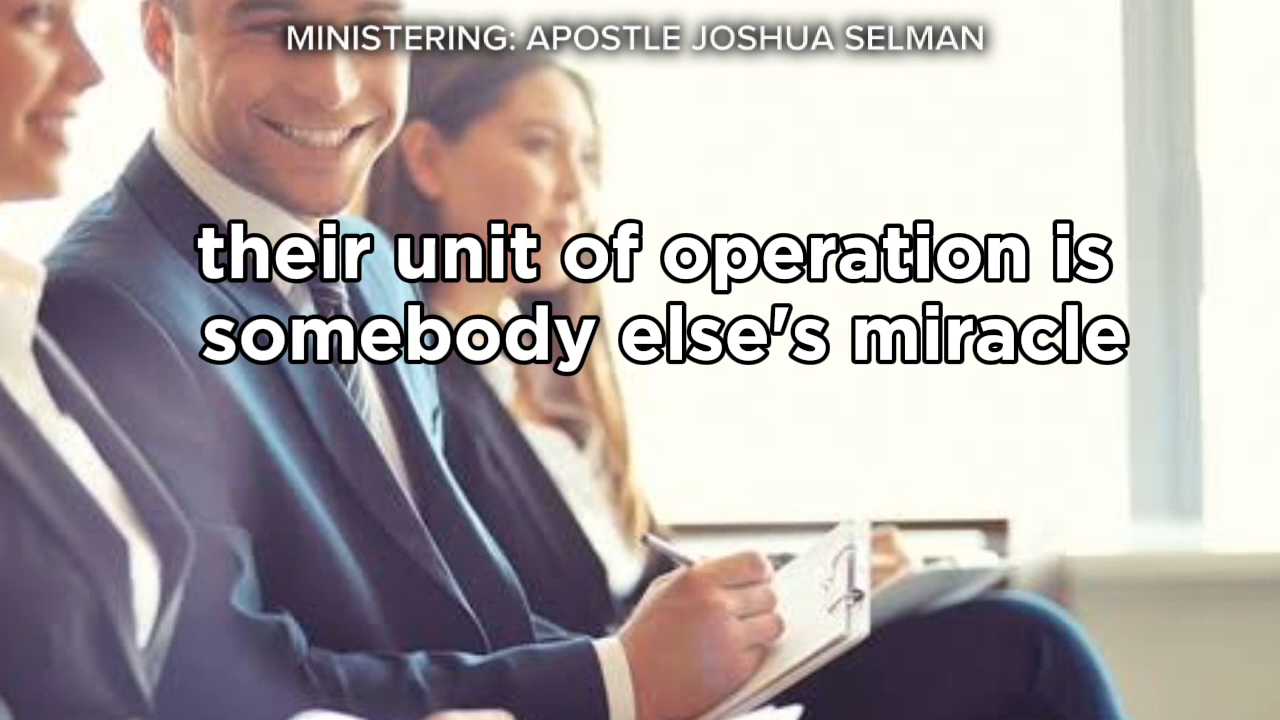 MINISTERING: APOSTLE JOSHUA SELMAN
their unit of operation is
somebody else's miracle